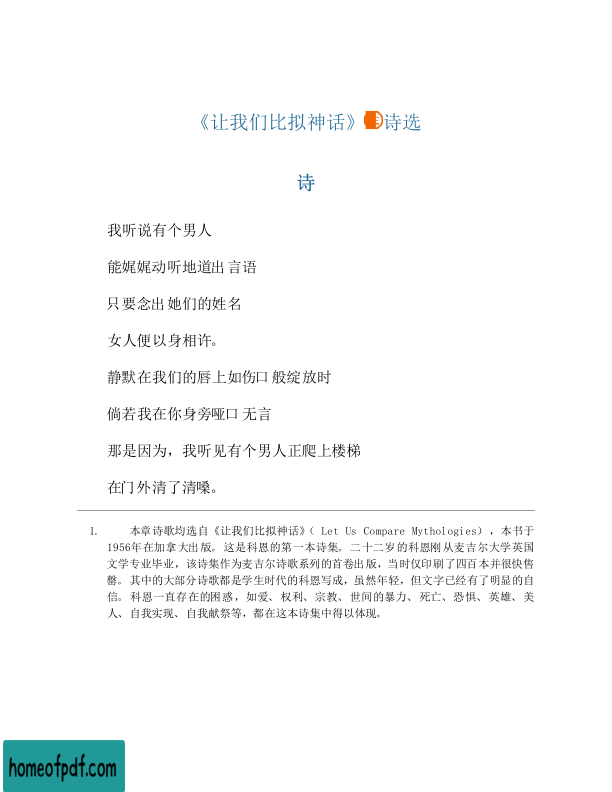 《让我们比拟神话》诗选
诗
我听说有个男人
能娓娓动听地道出言语
只要念出她们的姓名
女人便以身相许。
静默在我们的唇上如伤口般绽放时
倘若我在你身旁哑口无言
那是因为，我听见有个男人正爬上楼梯
在门外清了清嗓。
1. 本章诗歌均选自《让我们比拟神话》（ Let Us Compare Mythologies），本书于
1956年在加拿大出版。这是科恩的第一本诗集。二十二岁的科恩刚从麦吉尔大学英国
文学专业毕业，该诗集作为麦吉尔诗歌系列的首卷出版，当时仅印刷了四百本并很快售
罄。其中的大部分诗歌都是学生时代的科恩写成，虽然年轻，但文字已经有了明显的自
信。科恩一直存在的困惑，如爱、权利、宗教、世间的暴力、死亡、恐惧、英雄、美
人、自我实现、自我献祭等，都在这本诗集中得以体现。
homeofpdf.com